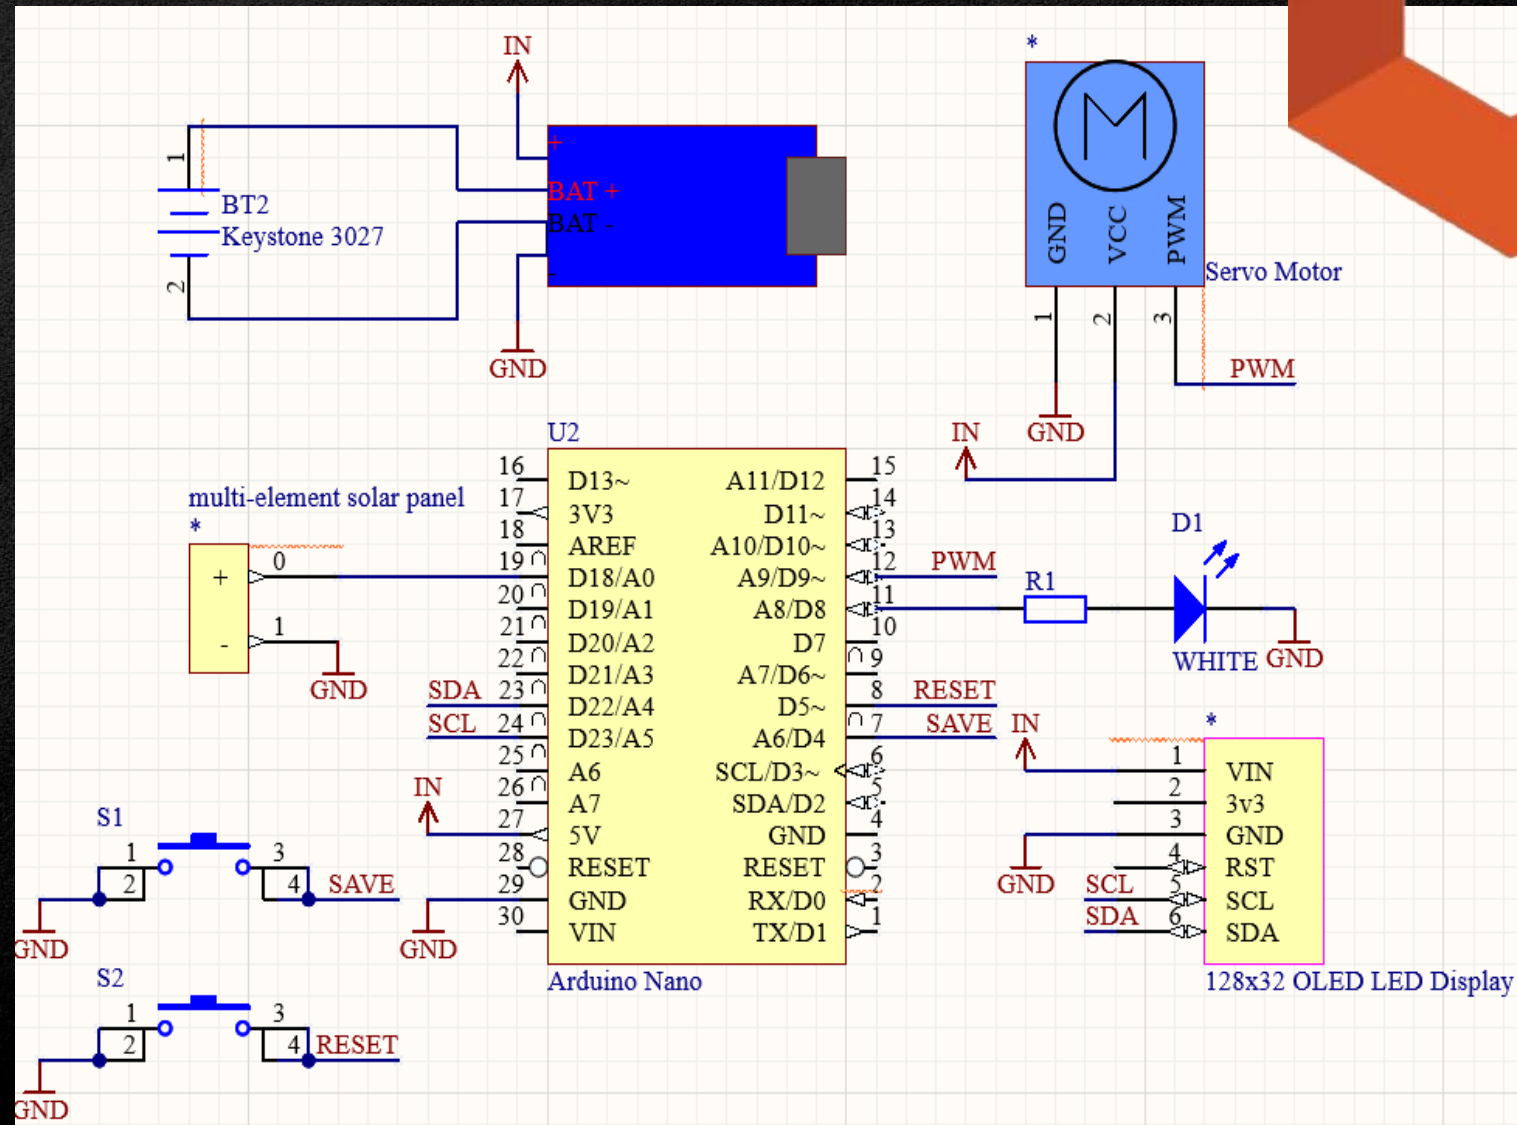 IN
+
BAT +
BAT -
-
1
BT2
Keystone 3027
2
GND
*
M
GND
VCC
PWM
Servo Motor
1
2
3
PWM
IN
GND
multi-element solar panel
*
+
0
-
1
GND
U2
16 D13~
17 3V3
18 AREF
19 D18/A0
20 D19/A1
21 D20/A2
22 D21/A3
SDA 23 D22/A4
SCL 24 D23/A5
25 A6
26 A7
IN
27 5V
28 RESET
29 GND
GND
30 VIN
A11/D12 15
D11~ 14
A10/D10~ 13
A9/D9~ 12 PWM
A8/D8 11
D7 10
A7/D6~ 9
D5~ 8 RESET
A6/D4 7 SAVE
SCL/D3~ 6
SDA/D2 5
GND 4
RESET 3
RX/D0 2
TX/D1 1
Arduino Nano
R1
D1
WHITE
GND
IN
*
1 VIN
2 3v3
3 GND
GND
4 RST
SCL 5 SCL
SDA 6 SDA
128x32 OLED LED Display
S1
1
2
3
4
SAVE
GND
S2
1
2
3
4
RESET
GND